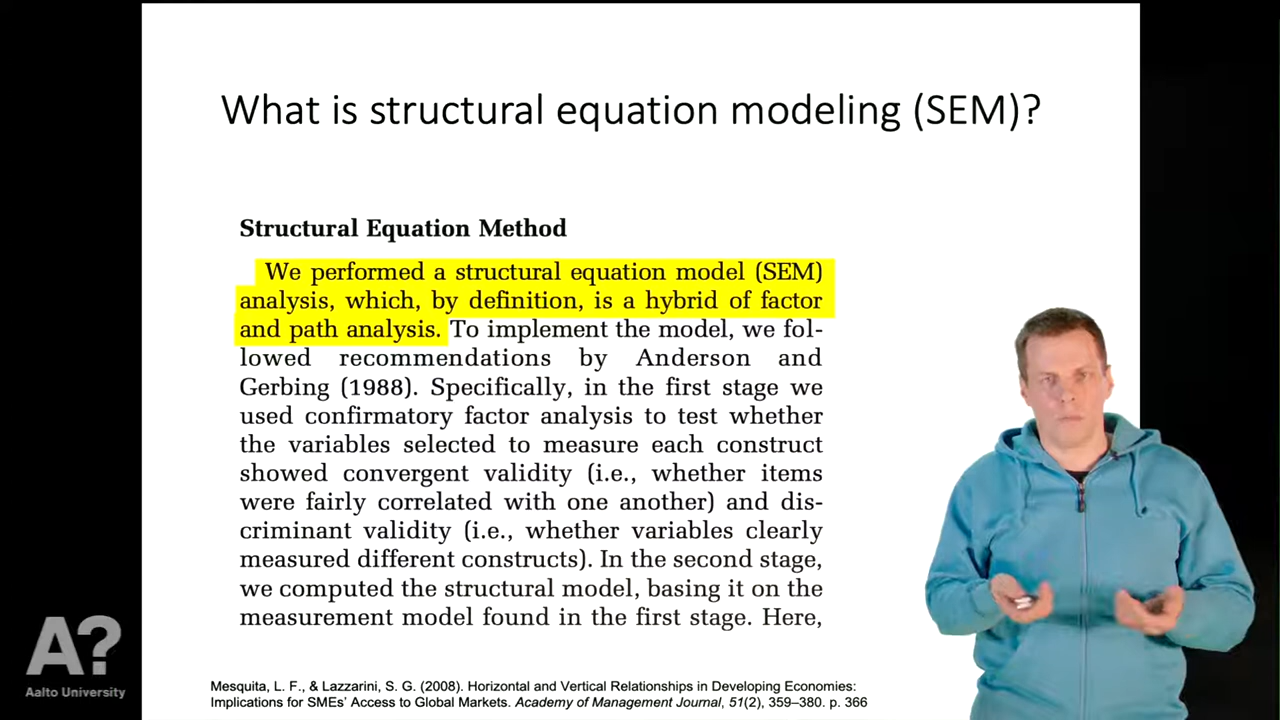 What is structural equation modeling (SEM)?
Structural Equation Method
We performed a structural equation model (SEM)
analysis, which, by definition, is a hybrid of factor
and path analysis. To implement the model, we fol-
lowed recommendations by Anderson and
Gerbing (1988). Specifically, in the first stage we
used confirmatory factor analysis to test whether
the variables selected to measure each construct
showed convergent validity (i.e., whether items
were fairly correlated with one another) and dis-
criminant validity (i.e., whether variables clearly
measured different constructs). In the second stage,
we computed the structural model, basing it on the
measurement model found in the first stage. Here,
A?
Aalto University
Mesquita, L. F., & Lazzarini, S. G. (2008). Horizontal and Vertical Relationships in Developing Economies:
Implications for SMEs’ Access to Global Markets. Academy of Management Journal, 51(2), 359–380. p. 366